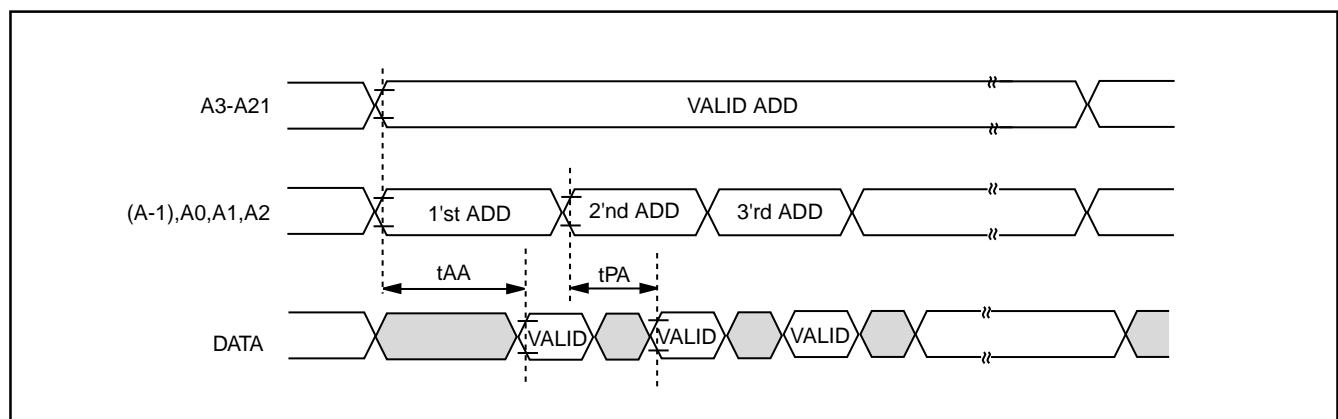 A3-A21
VALID ADD
(A-1),A0,A1,A2
1'st ADD
2'nd ADD
3'rd ADD
tAA
tPA
DATA
VALID
VALID
VALID